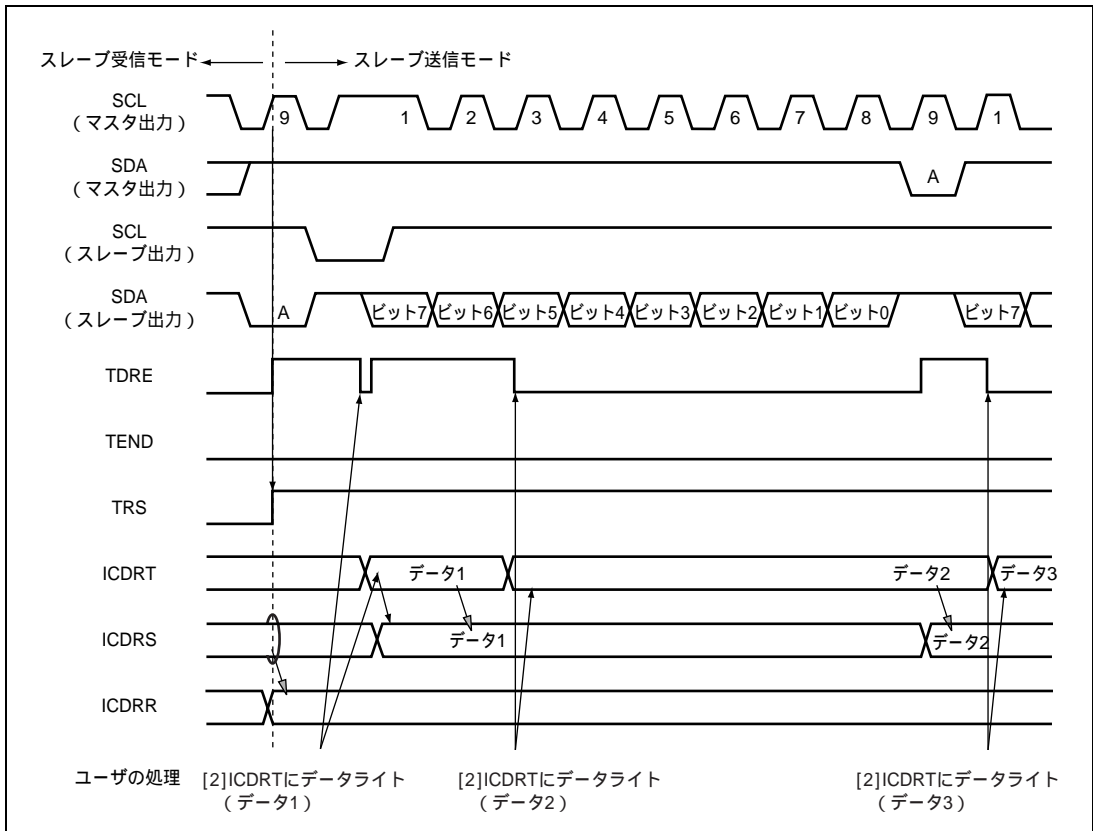 スレーブ受信モード スレーブ送信モード
SCL
（マスタ出力） 9 1 2 3 4 5 6 7 8 9 1
SDA
（マスタ出力） A
SCL
（スレーブ出力）
SDA
（スレーブ出力） A ビット7 ビット6 ビット5 ビット4 ビット3 ビット2 ビット1 ビット0 ビット7
TDRE
TEND
TRS
ICDRT データ1 データ2 データ3
ICDRS データ1 データ2
ICDRR
ユーザの処理 [2]ICDRTにデータライト [2]ICDRTにデータライト [2]ICDRTにデータライト
（データ1） （データ2） （データ3）